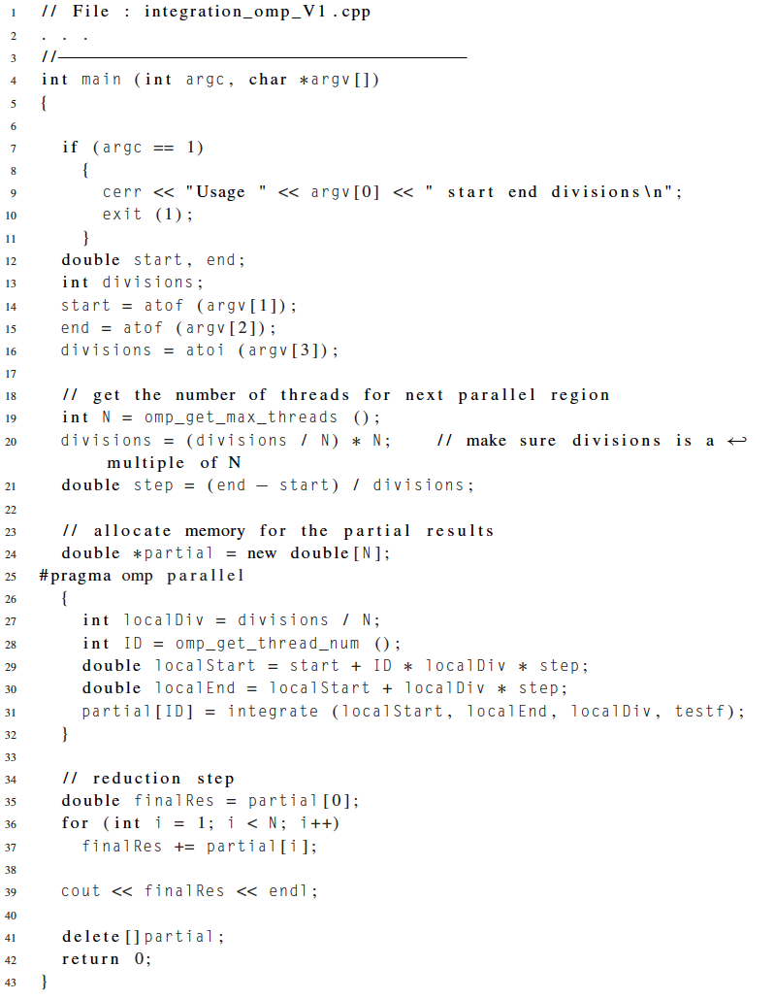 1 // File : integration_omp_V1.cpp
2 . . .
3 //————————————————————
4 int main (int argc, char *argv[])
5 {
6
7 if (argc == 1)
8 {
9 cerr << "Usage " << argv[0] << " start end divisions\n";
10 exit (1);
11 }
12 double start, end;
13 int divisions;
14 start = atof (argv[1]);
15 end = atof (argv[2]);
16 divisions = atoi (argv[3]);
17
18 // get the number of threads for next parallel region
19 int N = omp_get_max_threads ();
20 divisions = (divisions / N) * N; // make sure divisions is a ↩
multiple of N
21 double step = (end − start) / divisions;
22
23 // allocate memory for the partial results
24 double *partial = new double[N];
25 #pragma omp parallel
26 {
27 int localDiv = divisions / N;
28 int ID = omp_get_thread_num ();
29 double localStart = start + ID * localDiv * step;
30 double localEnd = localStart + localDiv * step;
31 partial[ID] = integrate (localStart, localEnd, localDiv, testf);
32 }
33
34 // reduction step
35 double finalRes = partial[0];
36 for (int i = 1; i < N; i++)
37 finalRes += partial[i];
38
39 cout << finalRes << endl;
40
41 delete[]partial;
42 return 0;
43 }